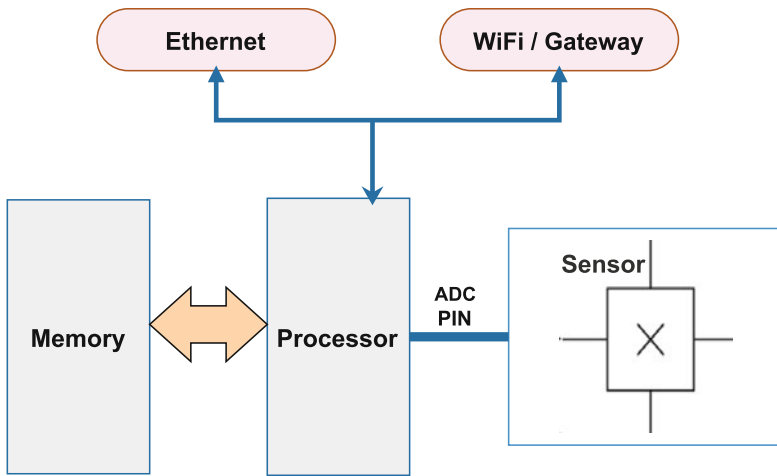 Ethernet
WiFi / Gateway
Memory
Processor
ADC
PIN
Sensor